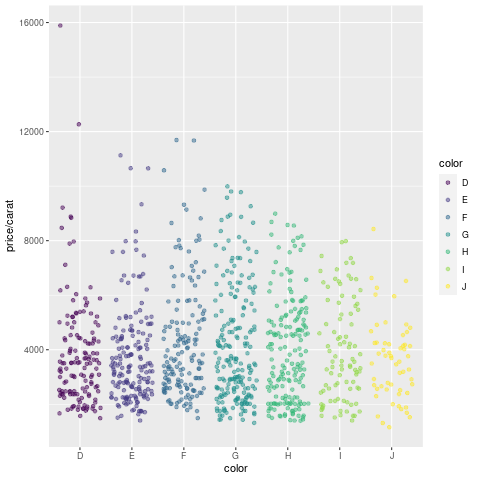 16000
12000
8000
4000
price/carat
D E F G H I J
color
color
D
E
F
G
H
I
J